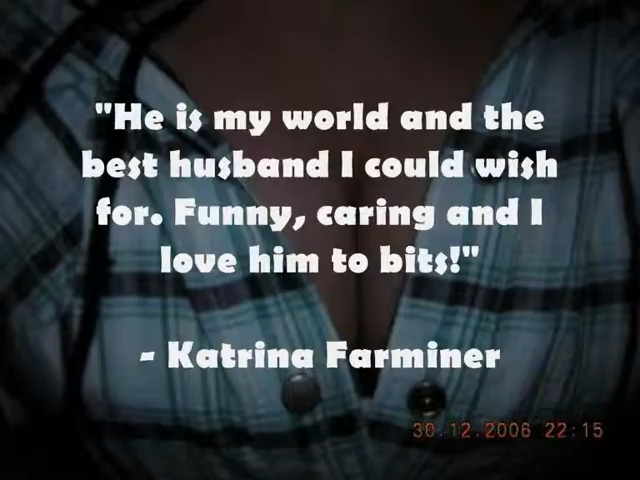 "He is my world and the
best husband I could wish
for. Funny, caring and I
love him to bits!"
- Katrina Farminer
30.12.2006 22:15